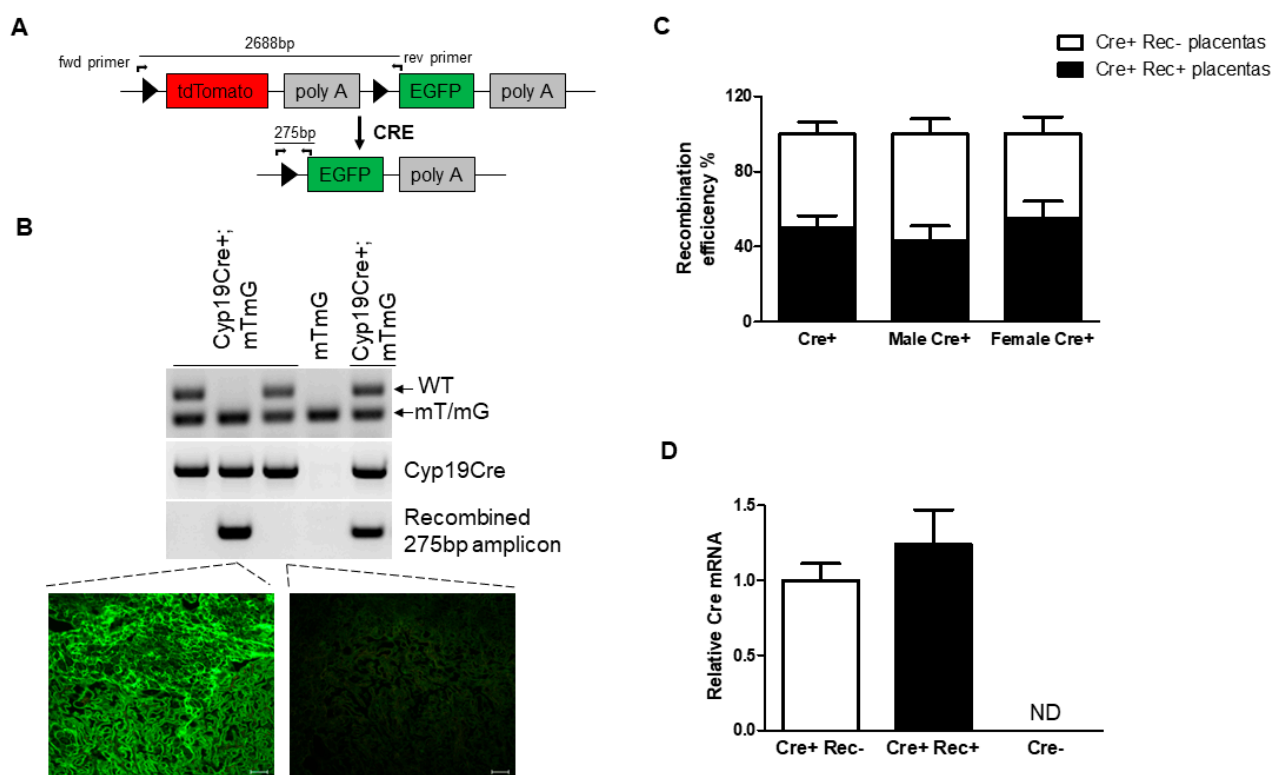 A
2688bp
fwd primer
rev primer
tdTomato
poly A
EGFP
poly A
CRE
275bp
EGFP
poly A
B
Cyp19Cre+;
mTmG
mTmG
Cyp19Cre+;
mTmG
WT
mT/mG
Cyp19Cre
Recombined
275bp amplicon
C
Cre+ Rec- placentas
Cre+ Rec+ placentas
Recombination
efficicency %
120
80
40
0
Cre+
Male Cre+
Female Cre+
D
Relative Cre mRNA
1.5
1.0
0.5
0.0
ND
Cre+ Rec-
Cre+ Rec+
Cre-